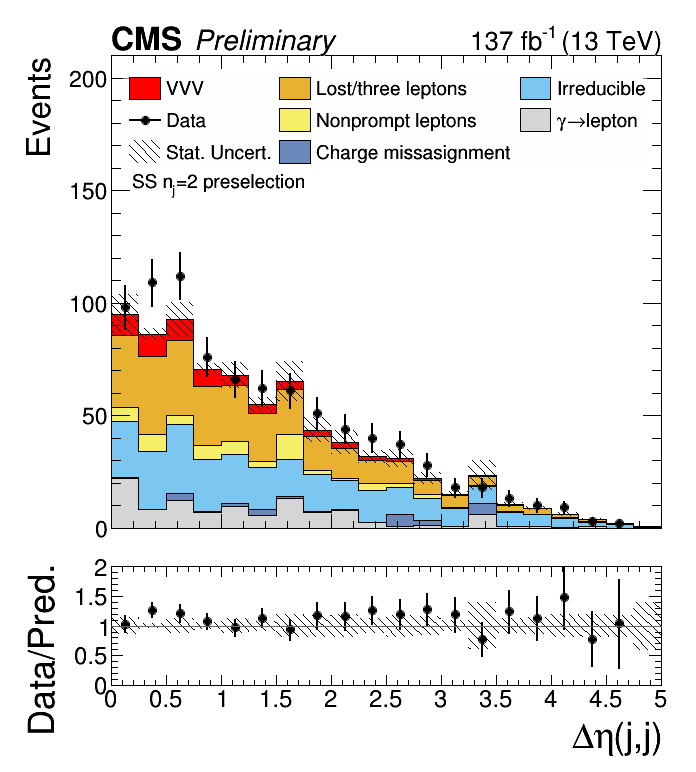 CMS Preliminary 137 fb-1 (13 TeV)
Events
200
150
100
50
0
VVV
Lost/three leptons
Irreducible
Data
Nonprompt leptons
γ→lepton
Stat. Uncert.
Charge missasignment
SS nj=2 preselection
Data/Pred.
2
1.5
1
0.5
0
0 0.5 1 1.5 2 2.5 3 3.5 4 4.5 5
Δη(j,j)